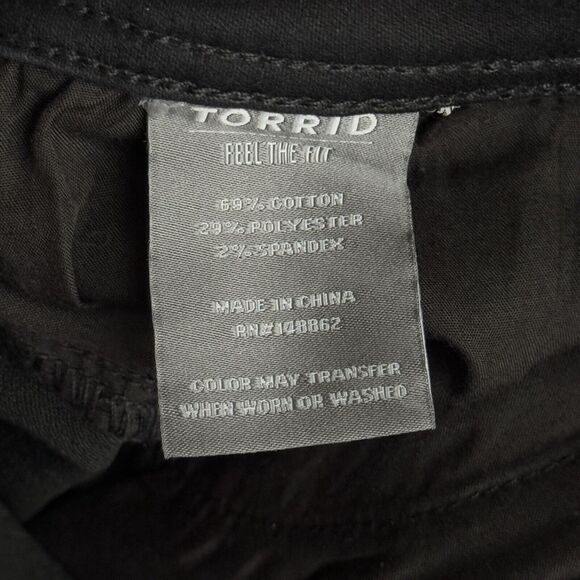 TORRID
FEEL THE FIT
69% COTTON
29% POLYESTER
2% SPANDEX
MADE IN CHINA
RN# 148862
COLOR MAY TRANSFER
WHEN WORN OR WASHED